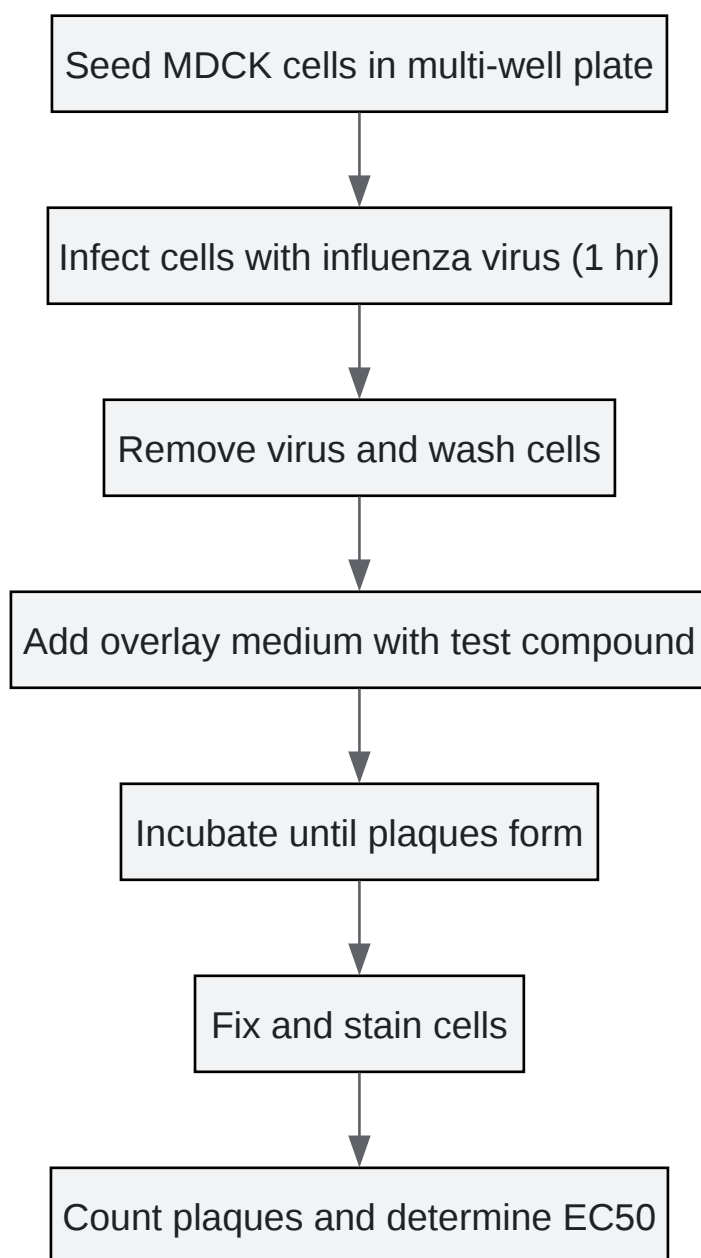 Seed MDCK cells in multi-well plate
Infect cells with influenza virus (1 hr)
Remove virus and wash cells
Add overlay medium with test compound
Incubate until plaques form
Fix and stain cells
Count plaques and determine EC50